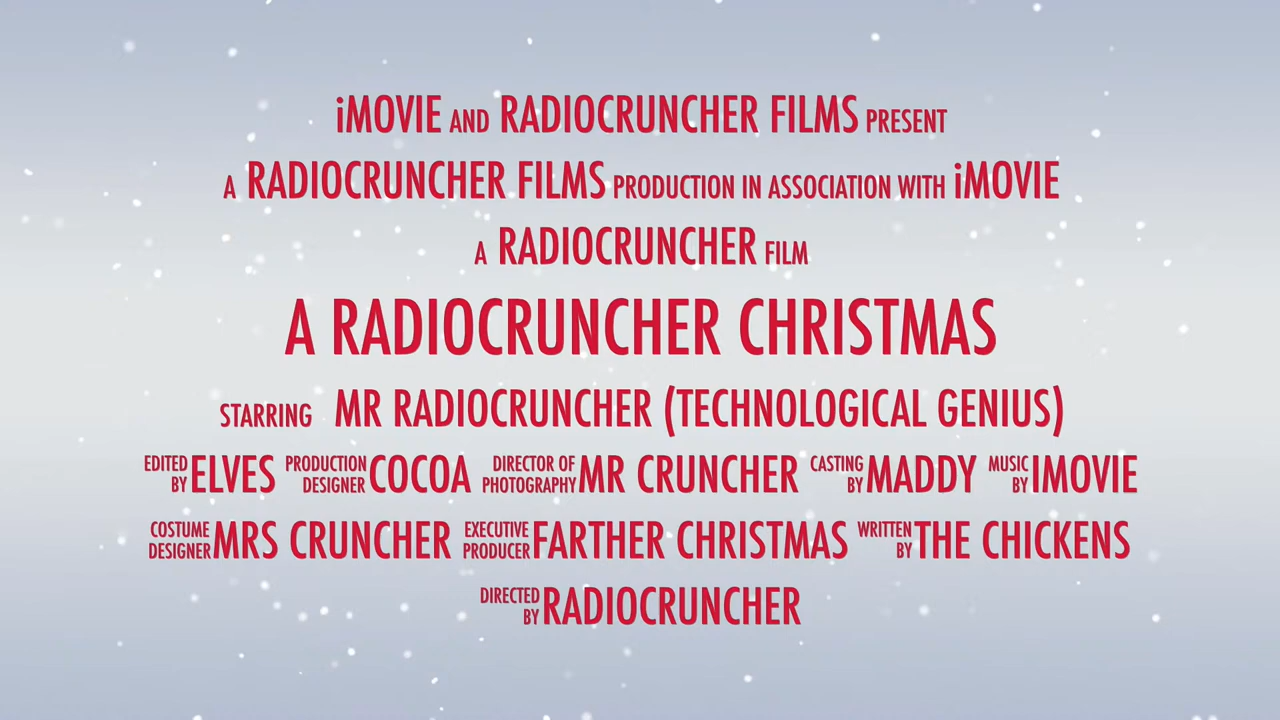 iMOVIE AND RADIOCRUNCHER FILMS PRESENT
A RADIOCRUNCHER FILMS PRODUCTION IN ASSOCIATION WITH iMOVIE
A RADIOCRUNCHER FILM
A RADIOCRUNCHER CHRISTMAS
STARRING MR RADIOCRUNCHER (TECHNOLOGICAL GENIUS)
EDITED BY ELVES PRODUCTION DESIGNER COCOA DIRECTOR OF PHOTOGRAPHY MR CRUNCHER CASTING BY MADDY MUSIC BY IMOVIE
COSTUME DESIGNER MRS CRUNCHER EXECUTIVE PRODUCER FARTHER CHRISTMAS WRITTEN BY THE CHICKENS
DIRECTED BY RADIOCRUNCHER